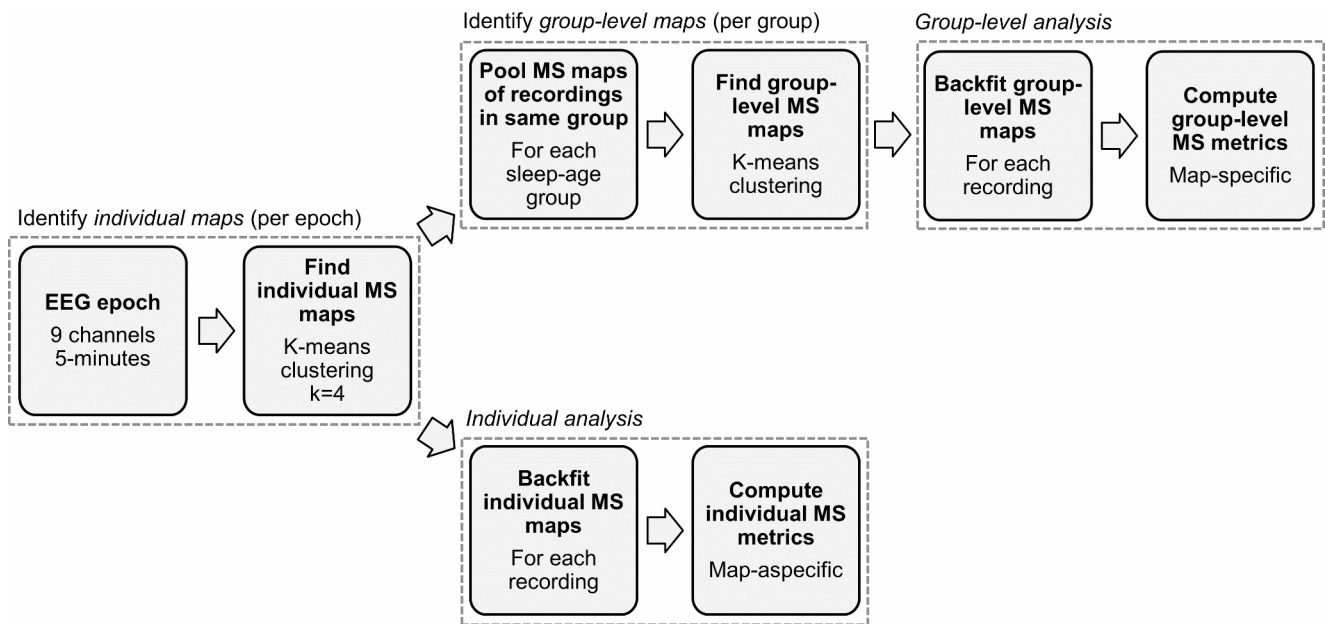 Identify individual maps (per epoch)
EEG epoch
9 channels
5-minutes
Find
individual MS
maps
K-means
clustering
k=4
Identify group-level maps (per group)
Pool MS maps
of recordings
in same group
For each
sleep-age
group
Find group-
level MS
maps
K-means
clustering
Group-level analysis
Backfit group-
level MS
maps
For each
recording
Compute
group-level
MS metrics
Map-specific
Individual analysis
Backfit
individual MS
maps
For each
recording
Compute
individual MS
metrics
Map-aspecific